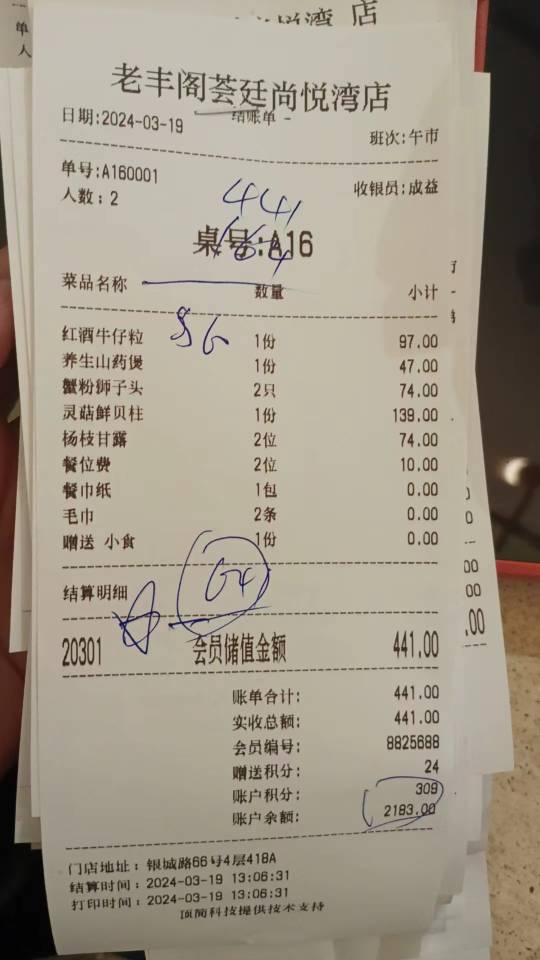 悦湾店
单
人
老丰阁荟廷尚悦湾店
结账单 -
日期:2024-03-19
班次:午市
单号:A160001
收银员:成益
人数: 2
441
164
桌号:A16
菜品名称 数量 小计
86
红酒牛仔粒 1份 97.00
养生山药煲 1份 47.00
蟹粉狮子头 2只 74.00
灵菇鲜贝柱 1份 139.00
杨枝甘露 2位 74.00
餐位费 2位 10.00
餐巾纸 1包 0.00
毛巾 2条 0.00
赠送 小食 1份 0.00
结算明细
64
20301 会员储值金额 441.00
账单合计: 441.00
实收总额: 441.00
会员编号: 8825688
赠送积分: 24
账户积分: 309
账户余额: 2183.00
门店地址: 银城路66号4层418A
结算时间: 2024-03-19 13:06:31
打印时间: 2024-03-19 13:06:31
顶简科技提供技术支持